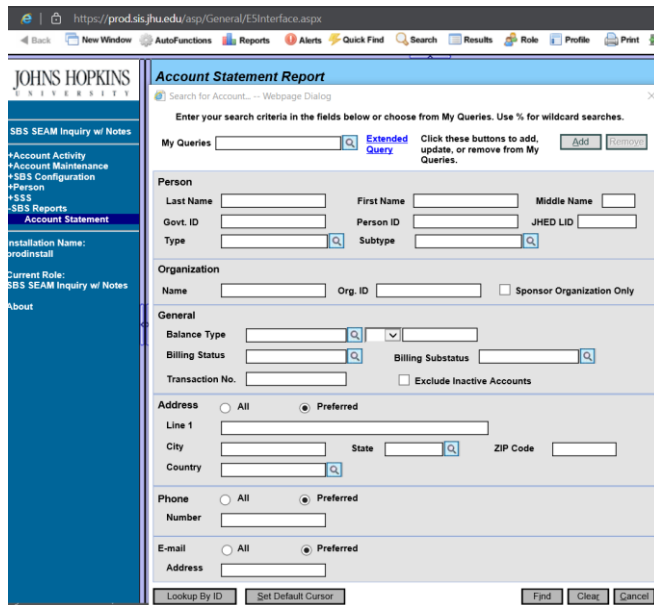 https://prod.sis.jhu.edu/asp/General/E5Interface.aspx
Back New Window AutoFunctions Reports Alerts Quick Find Search Results Role Profile Print
JOHNS HOPKINS
UNIVERSITY
SBS SEAM Inquiry w/ Notes
+Account Activity
+Account Maintenance
+SBS Configuration
+Person
+SSS
-SBS Reports
Account Statement
nstallation Name:
prodinstall
Current Role:
SBS SEAM Inquiry w/ Notes
About
Account Statement Report
Search for Account... -- Webpage Dialog
Enter your search criteria in the fields below or choose from My Queries. Use % for wildcard searches.
My Queries
Extended
Query
Click these buttons to add,
update, or remove from My
Queries.
Add Remove
Person
Last Name First Name Middle Name
Govt. ID Person ID JHED LID
Type Subtype
Organization
Name Org. ID Sponsor Organization Only
General
Balance Type
Billing Status Billing Substatus
Transaction No. Exclude Inactive Accounts
Address All Preferred
Line 1
City State ZIP Code
Country
Phone All Preferred
Number
E-mail All Preferred
Address
Lookup By ID Set Default Cursor Find Clear Cancel